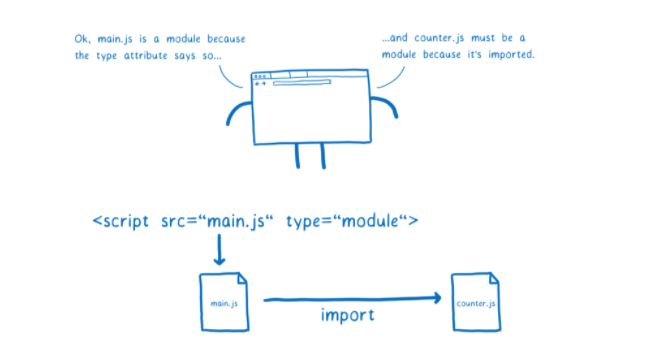 Ok, main.js is a module because
the type attribute says so...
...and counter.js must be a
module because it's imported.
<script src="main.js" type="module">
main.js
counter.js
import